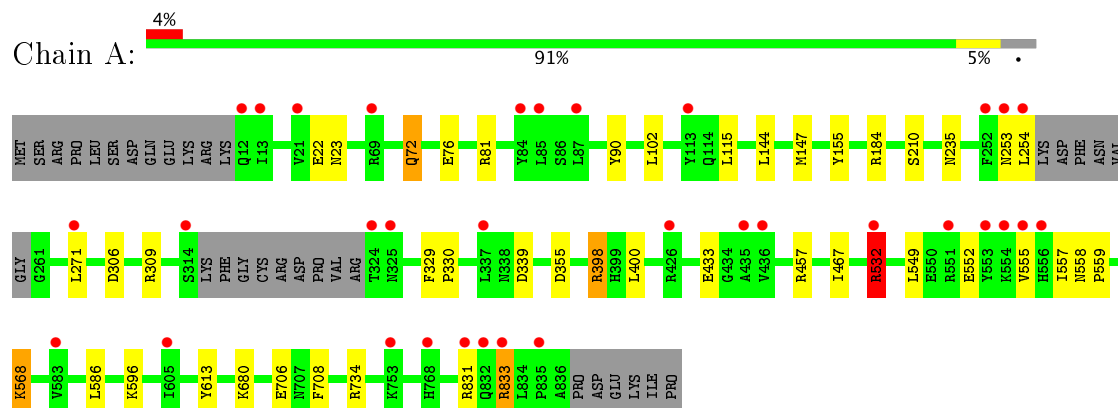 4%
Chain A:
91% 5% •
MET SER ARG PRO LEU SER ASP GLN GLU LYS ARG LYS Q12 I13 V21 E22 N23 R69 Q72 E76 R81 Y84 L85 S86 L87 Y90 L102 Y113 Q114 L115 L144 M147 Y155 R184 S210 N235 F252 N253 L254 LYS ASP PHE ASN VAL
GLY G261 L271 D306 R309 S314 LYS PHE GLY CYS ARG ASP PRO VAL ARG T324 N325 F329 P330 L337 N338 D339 D355 R398 H399 L400 R426 E433 G434 A435 V436 R457 I467 R532 L549 E550 R551 E552 Y553 K554 V555 H556 I557 N558 P559
K568 V583 L586 K596 I605 Y613 K680 E706 N707 F708 R734 K753 H768 R831 Q832 R833 L834 P835 A836 PRO ASP GLU LYS ILE PRO